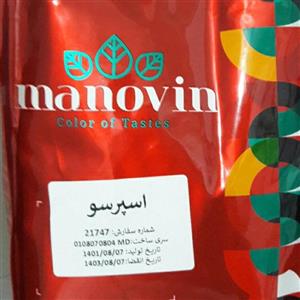 manovin
Color of Tastes
اسپرسو
شماره سفارش: 21747
سری ساخت: 0108070804 MD
تاریخ تولید: 1401/08/07
تاریخ انقضا: 1403/08/07